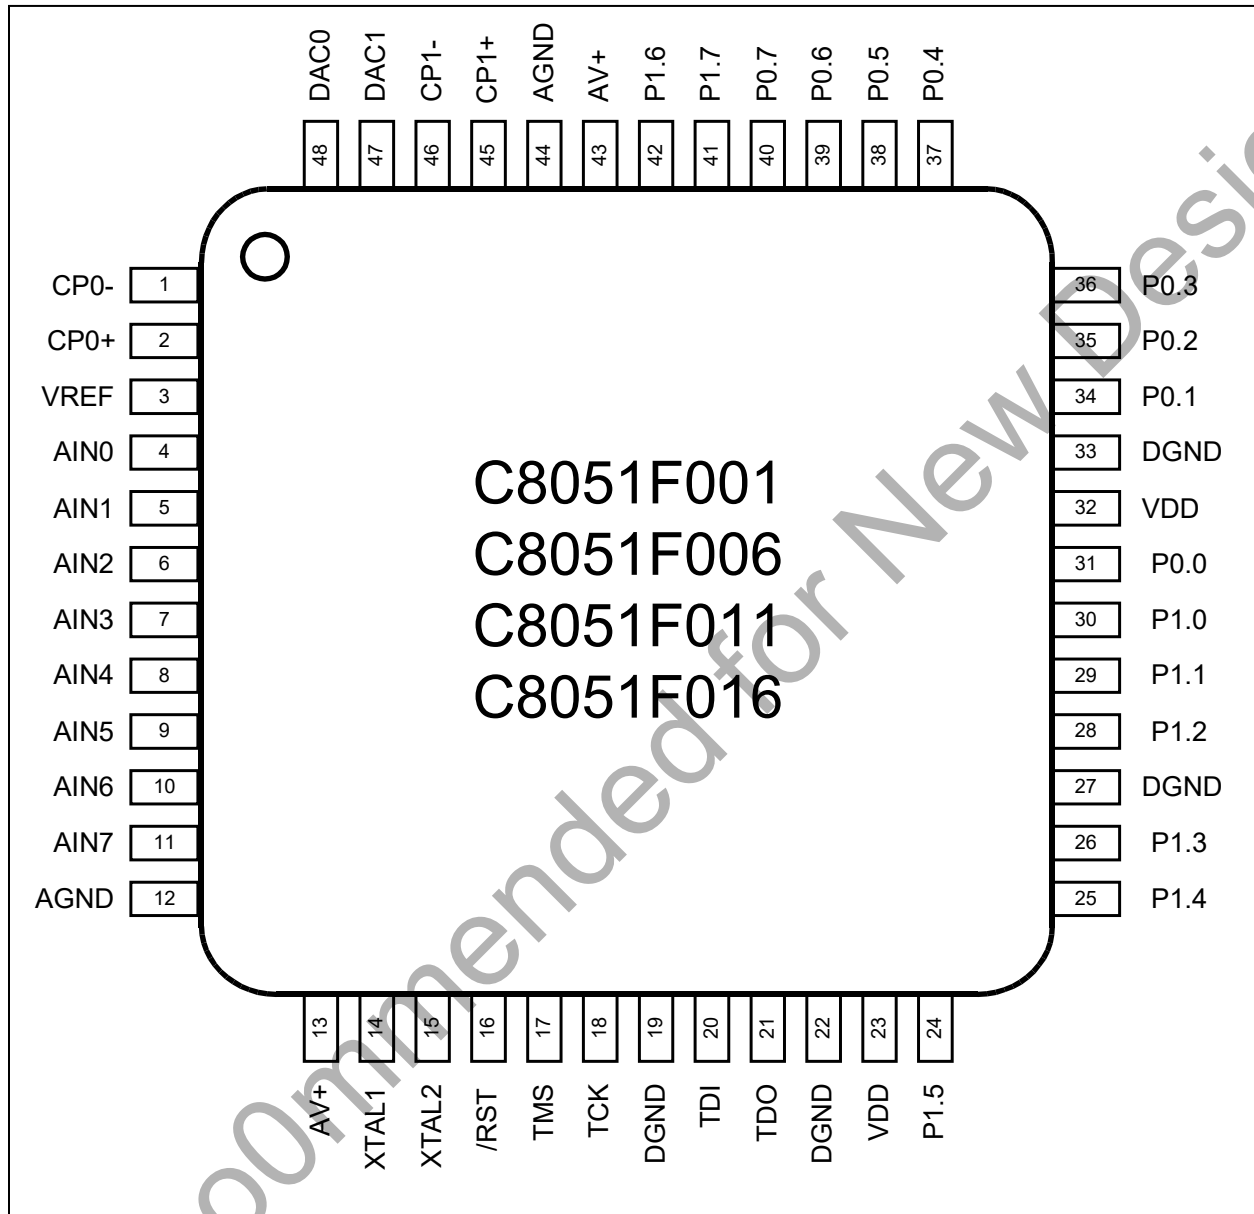 DAC0
DAC1
CP1-
CP1+
AGND
AV+
P1.6
P1.7
P0.7
P0.6
P0.5
P0.4
48
47
46
45
44
43
42
41
40
39
38
37
CP0- 1
CP0+ 2
VREF 3
AIN0 4
AIN1 5
AIN2 6
AIN3 7
AIN4 8
AIN5 9
AIN6 10
AIN7 11
AGND 12
C8051F001
C8051F006
C8051F011
C8051F016
36 P0.3
35 P0.2
34 P0.1
33 DGND
32 VDD
31 P0.0
30 P1.0
29 P1.1
28 P1.2
27 DGND
26 P1.3
25 P1.4
13
14
15
16
17
18
19
20
21
22
23
24
AV+
XTAL1
XTAL2
/RST
TMS
TCK
DGND
TDI
TDO
DGND
VDD
P1.5
for New